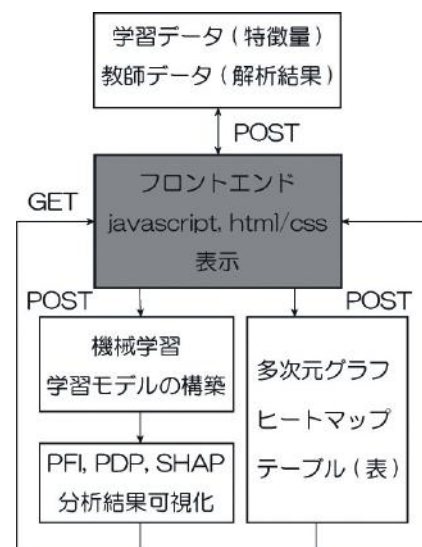 学習データ(特徴量)
教師データ(解析結果)
POST
GET
フロントエンド
javascript, html/css
表示
POST
POST
機械学習
学習モデルの構築
多次元グラフ
ヒートマップ
テーブル(表)
PFI, PDP, SHAP
分析結果可視化